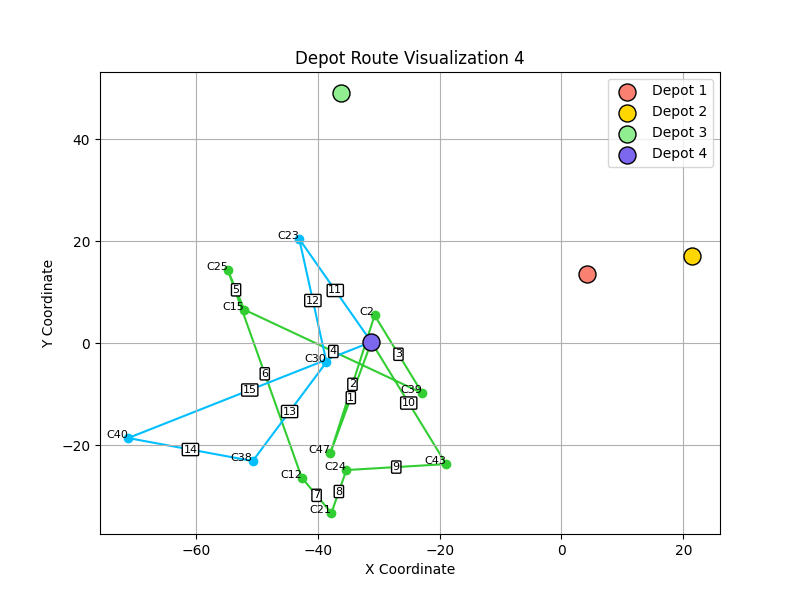 Depot Route Visualization 4
Depot 1
Depot 2
Depot 3
Depot 4
Y Coordinate
40
20
0
−20
C23
C25
C15
C2
C30
C39
C40
C38
C47
C24
C43
C12
C21
5
11
12
3
4
6
2
15
1
10
13
14
9
8
7
−60
−40
−20
0
20
X Coordinate